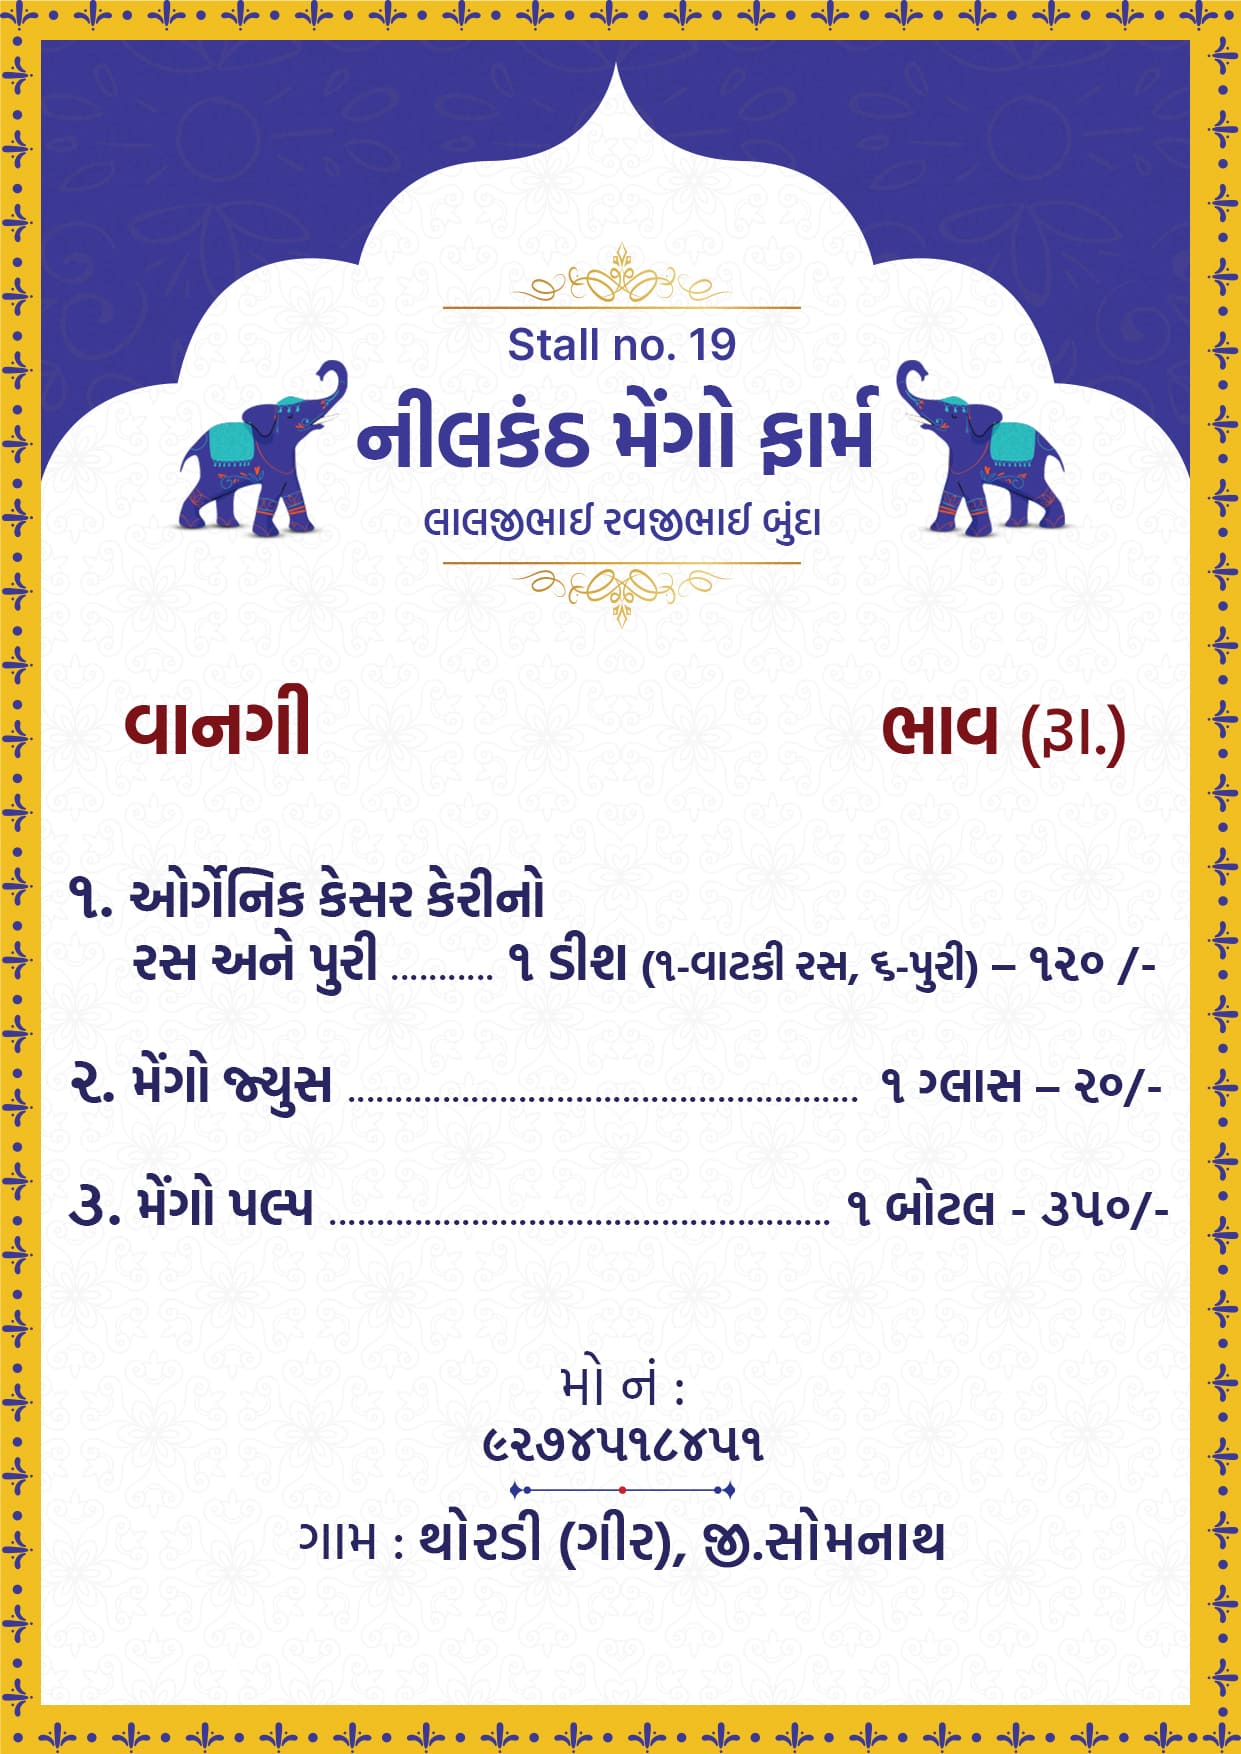 Stall no. 19
નીલકંઠ મેંગો ફાર્મ
લાલજીભાઈ રવજીભાઈ બુંદા
વાનગી ભાવ (રૂા.)
૧. ઓર્ગેનિક કેસર કેરીનો
રસ અને પુરી .......... ૧ ડીશ (૧-વાટકી રસ, ૬-પુરી) – ૧૨૦ /-
૨. મેંગો જ્યુસ ...................................................... ૧ ગ્લાસ – ૨૦/-
૩. મેંગો પલ્પ ..................................................... ૧ બોટલ - ૩૫૦/-
મો નં :
૯૨૭૪૫૧૮૪૫૧
ગામ : થોરડી (ગીર), જી.સોમનાથ